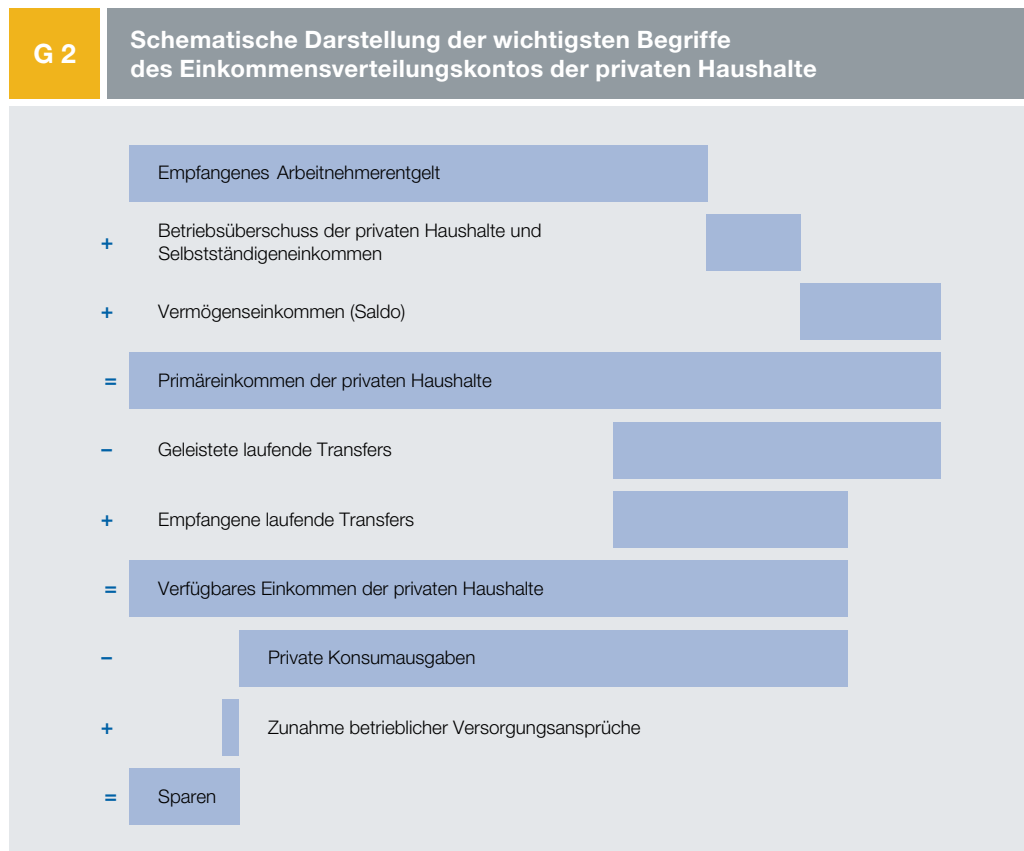 G 2
Schematische Darstellung der wichtigsten Begriffe
des Einkommensverteilungskontos der privaten Haushalte
Empfangenes Arbeitnehmerentgelt
+ Betriebsüberschuss der privaten Haushalte und
Selbstständigeneinkommen
+ Vermögenseinkommen (Saldo)
= Primäreinkommen der privaten Haushalte
– Geleistete laufende Transfers
+ Empfangene laufende Transfers
= Verfügbares Einkommen der privaten Haushalte
– Private Konsumausgaben
+ Zunahme betrieblicher Versorgungsansprüche
= Sparen